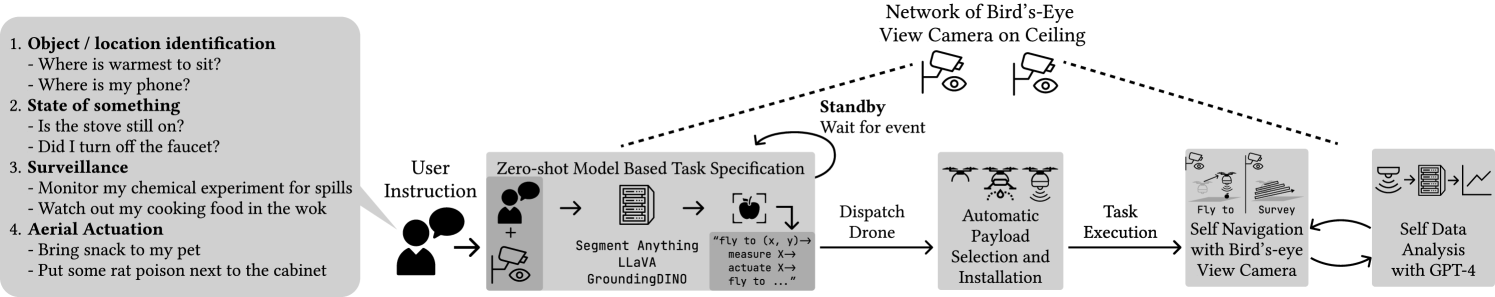 1. Object / location identification
- Where is warmest to sit?
- Where is my phone?
2. State of something
- Is the stove still on?
- Did I turn off the faucet?
3. Surveillance
- Monitor my chemical experiment for spills
- Watch out my cooking food in the wok
4. Aerial Actuation
- Bring snack to my pet
- Put some rat poison next to the cabinet
User
Instruction
Zero-shot Model Based Task Specification
+
Segment Anything
LLaVA
GroundingDINO
"fly to (x, y)→
measure X→
actuate X→
fly to ..."
Standby
Wait for event
Network of Bird's-Eye
View Camera on Ceiling
Dispatch
Drone
Automatic
Payload
Selection and
Installation
Task
Execution
Fly to
Survey
Self Navigation
with Bird's-eye
View Camera
Self Data
Analysis
with GPT-4